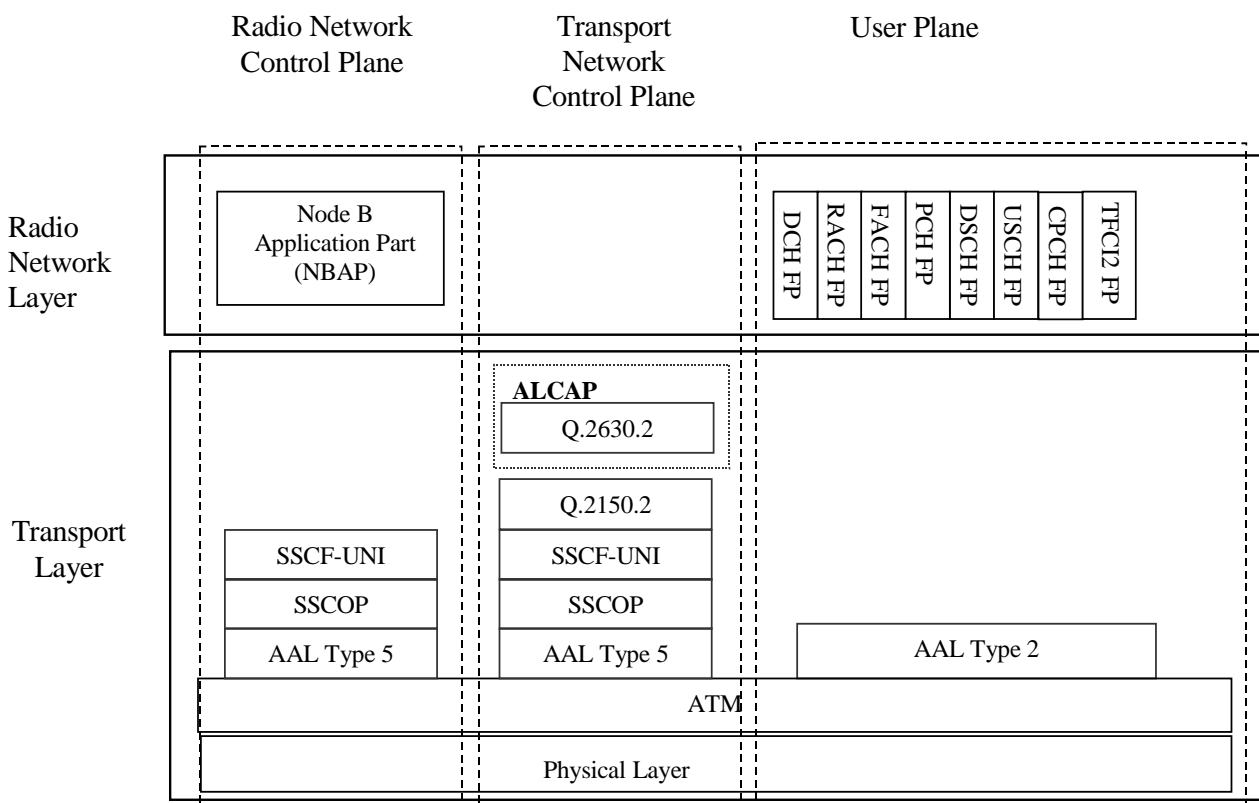 Radio Network
Control Plane
Transport
Network
Control Plane
User Plane
Radio
Network
Layer
Node B
Application Part
(NBAP)
DCH FP
RACH FP
FACH FP
PCH FP
DSCH FP
USCH FP
CPCH FP
TFCI2 FP
Transport
Layer
ALCAP
Q.2630.2
Q.2150.2
SSCF-UNI
SSCF-UNI
SSCOP
SSCOP
AAL Type 5
AAL Type 5
AAL Type 2
ATM
Physical Layer